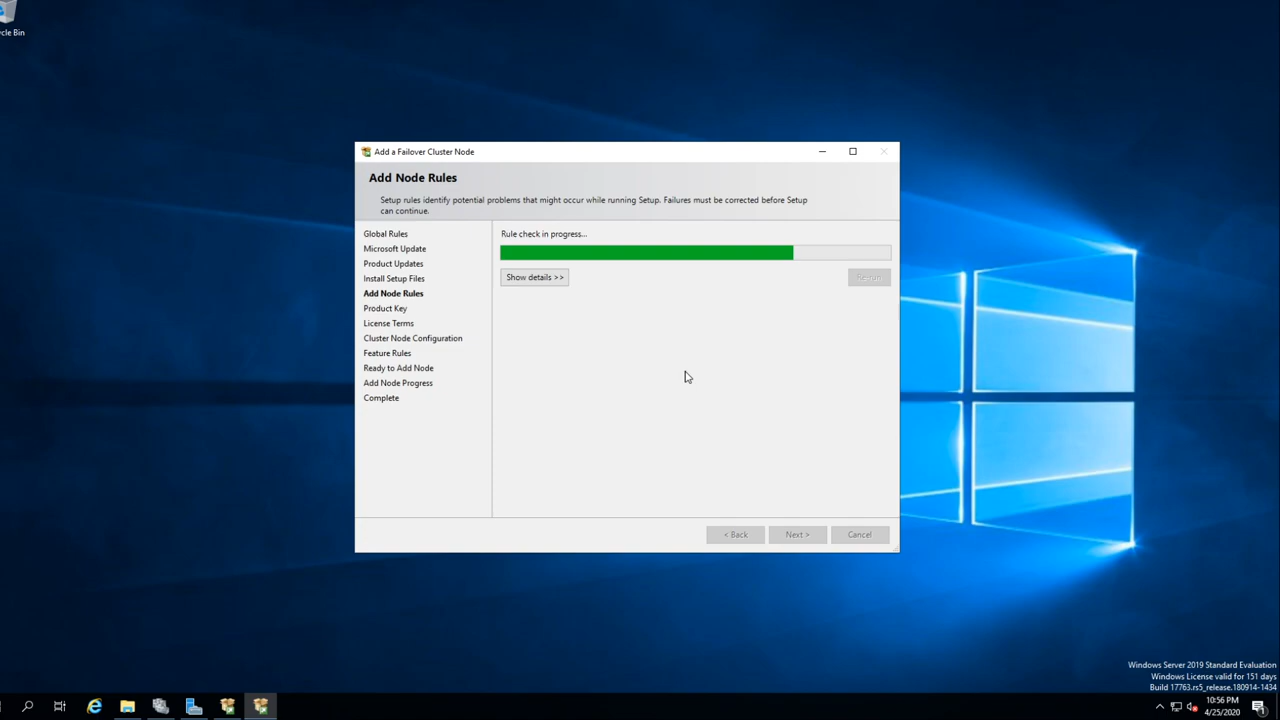 cle Bin
Add a Failover Cluster Node
Add Node Rules
Setup rules identify potential problems that might occur while running Setup. Failures must be corrected before Setup
can continue.
Global Rules
Microsoft Update
Product Updates
Install Setup Files
Add Node Rules
Product Key
License Terms
Cluster Node Configuration
Feature Rules
Ready to Add Node
Add Node Progress
Complete
Rule check in progress...
Show details >>
Re-run
< Back
Next >
Cancel
Windows Server 2019 Standard Evaluation
Windows License valid for 151 days
Build 17763.rs5_release.180914-1434
10:56 PM
4/25/2020
1